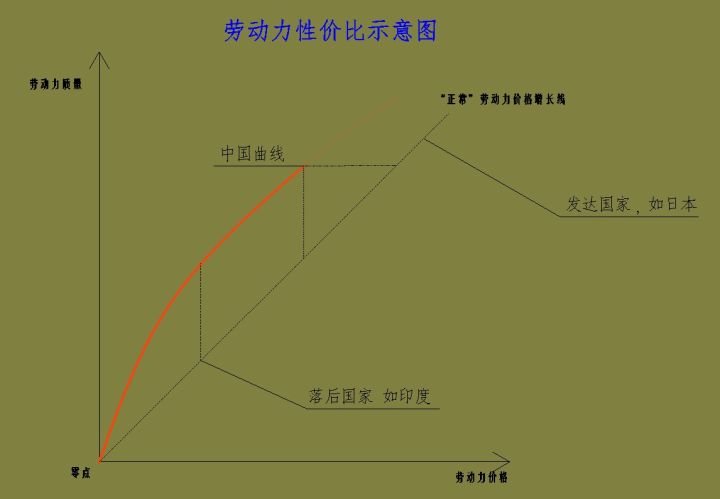 劳动力性价比示意图
劳动力质量
“正常”劳动力价格增长线
中国曲线
发达国家，如日本
落后国家 如印度
零点
劳动力价格